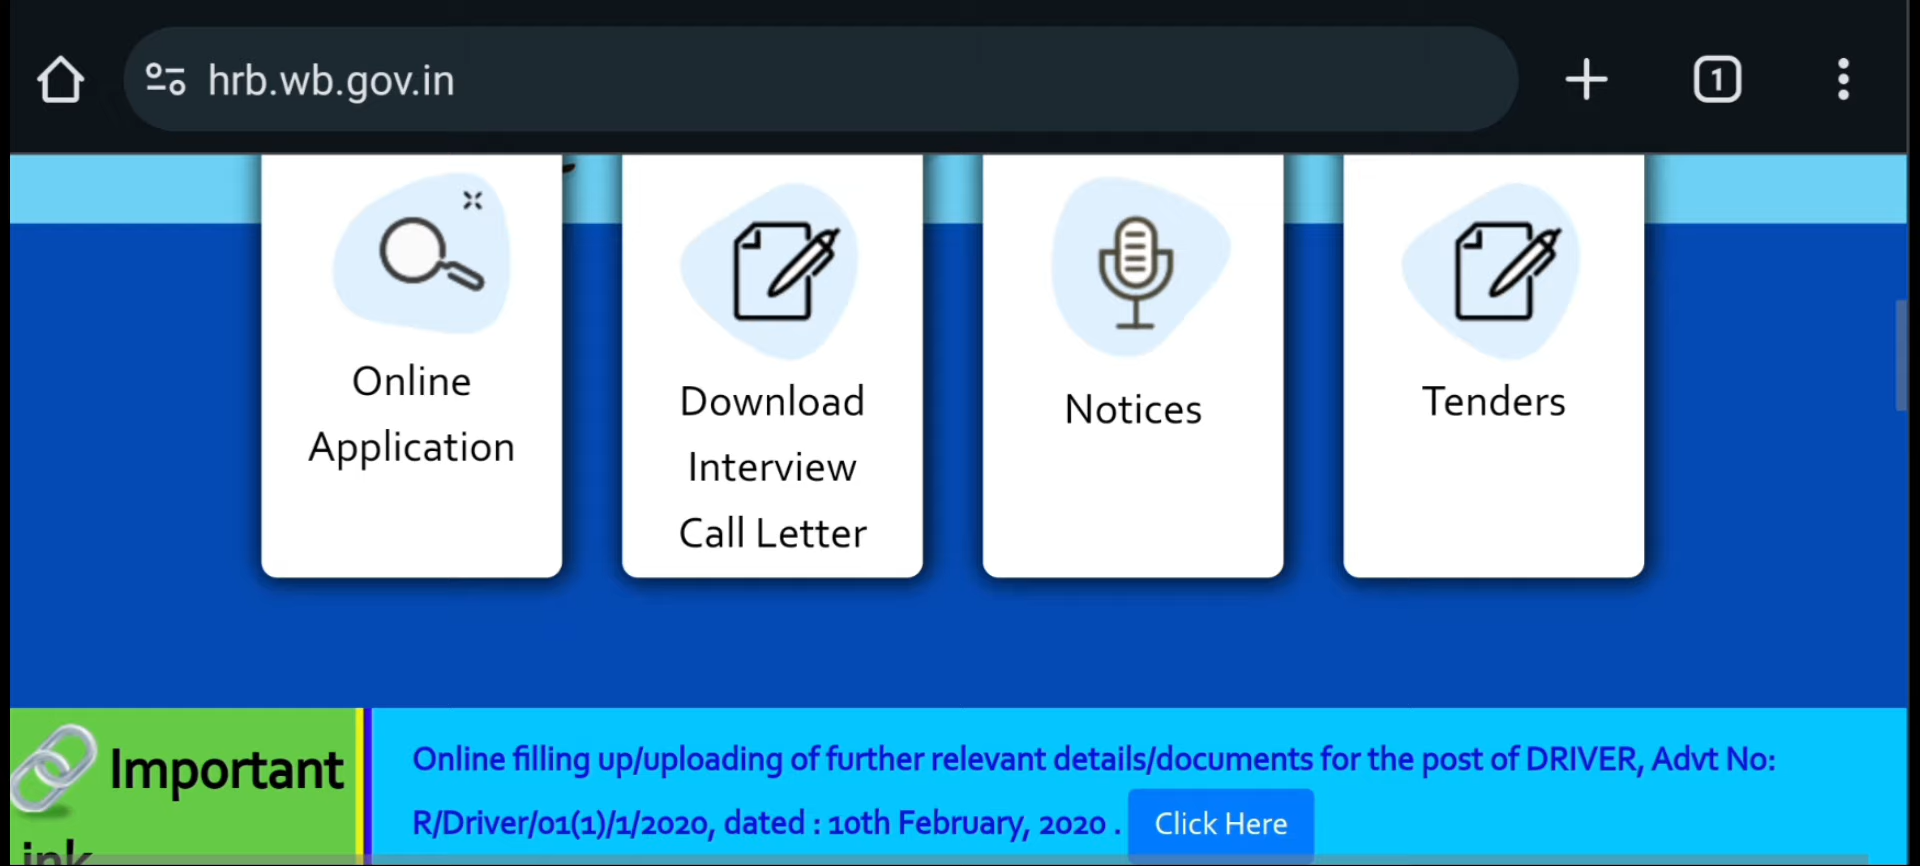 hrb.wb.gov.in
1
Online
Application
Download
Interview
Call Letter
Notices
Tenders
Important
Online filling up/uploading of further relevant details/documents for the post of DRIVER, Advt No:
R/Driver/01(1)/1/2020, dated : 10th February, 2020 .
Click Here